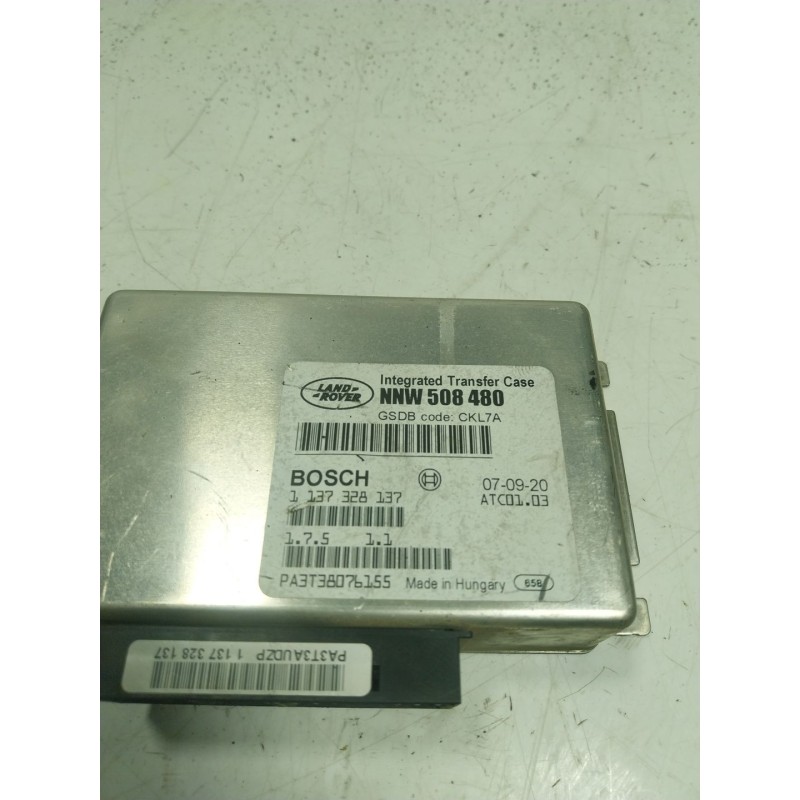 LAND-
-ROVER
Integrated Transfer Case
NNW 508 480
GSDB code: CKL7A
BOSCH
07-09-20
1 137 328 137
ATC01.03
1.7.5 1.1
PA3T38076155 Made in Hungary 658
PA3T3AUDZP 1 137 328 137